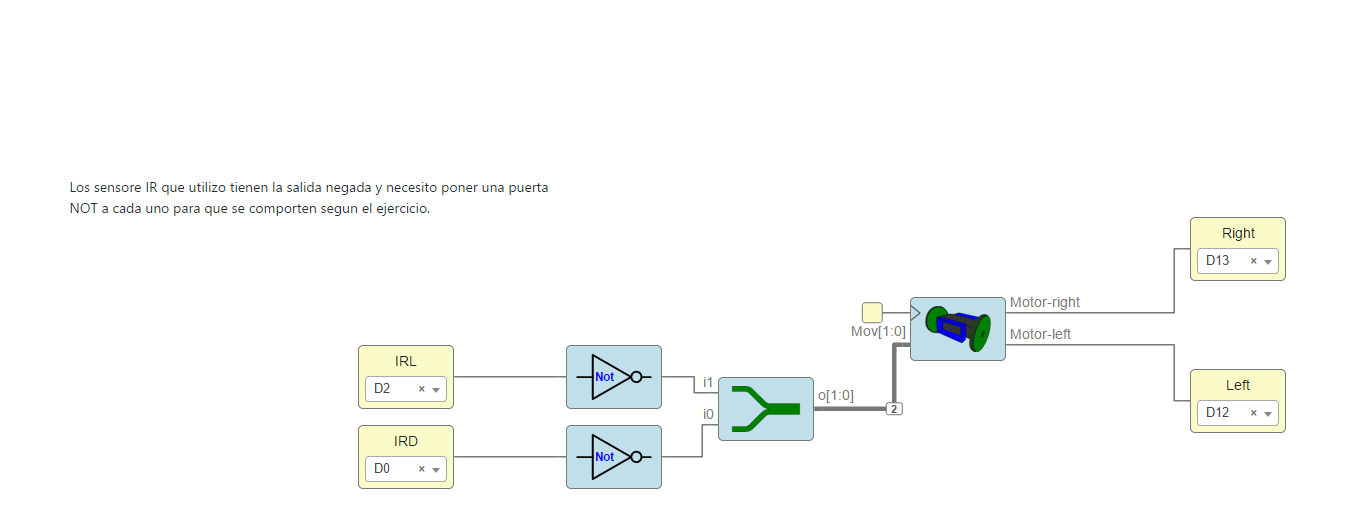 Los sensore IR que utilizo tienen la salida negada y necesito poner una puerta
NOT a cada uno para que se comporten segun el ejercicio.
Right
D13
Motor-right
Mov[1:0]
Motor-left
IRL
D2
Not
i1
i0
o[1:0]
2
Left
D12
IRD
D0
Not